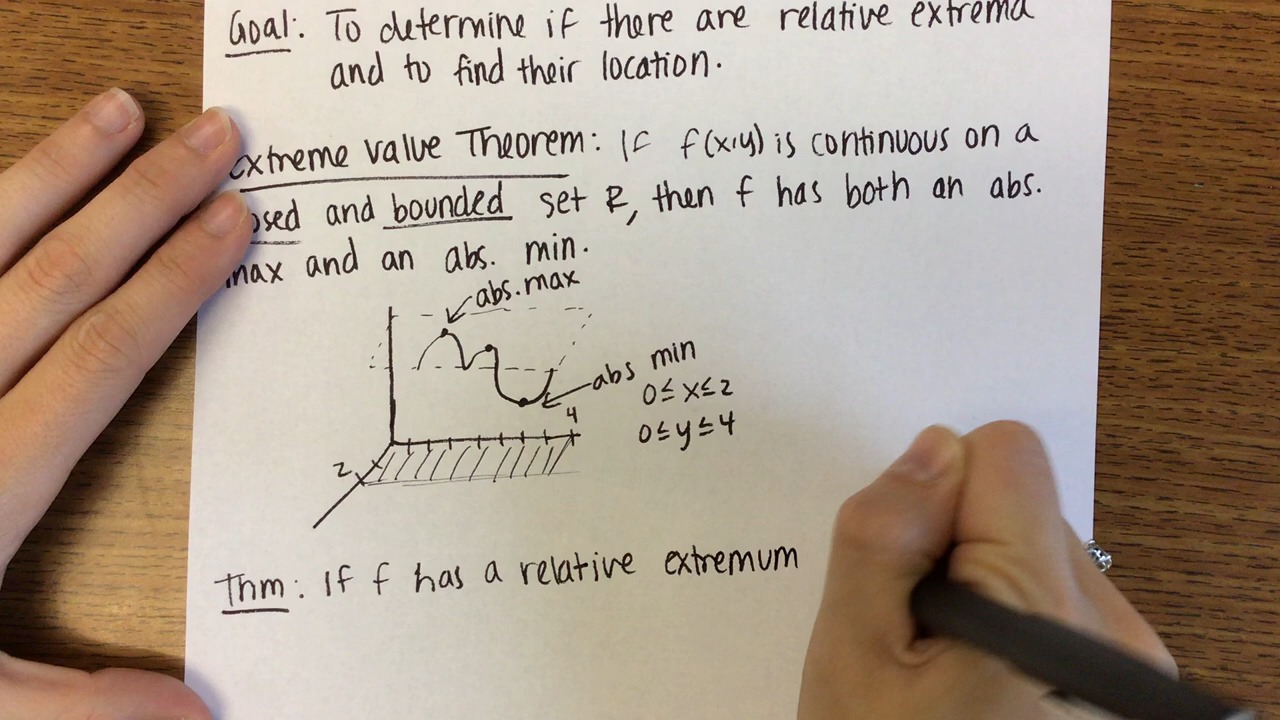 Goal: To determine if there are relative extrema
and to find their location.
Extreme Value Theorem: If f(x,y) is continuous on a
and bounded set R, then f has both an abs.
max and an abs. min.
abs. max
abs min
0≤x≤2
0≤y≤4
4
2
Thm: If f has a relative extremum